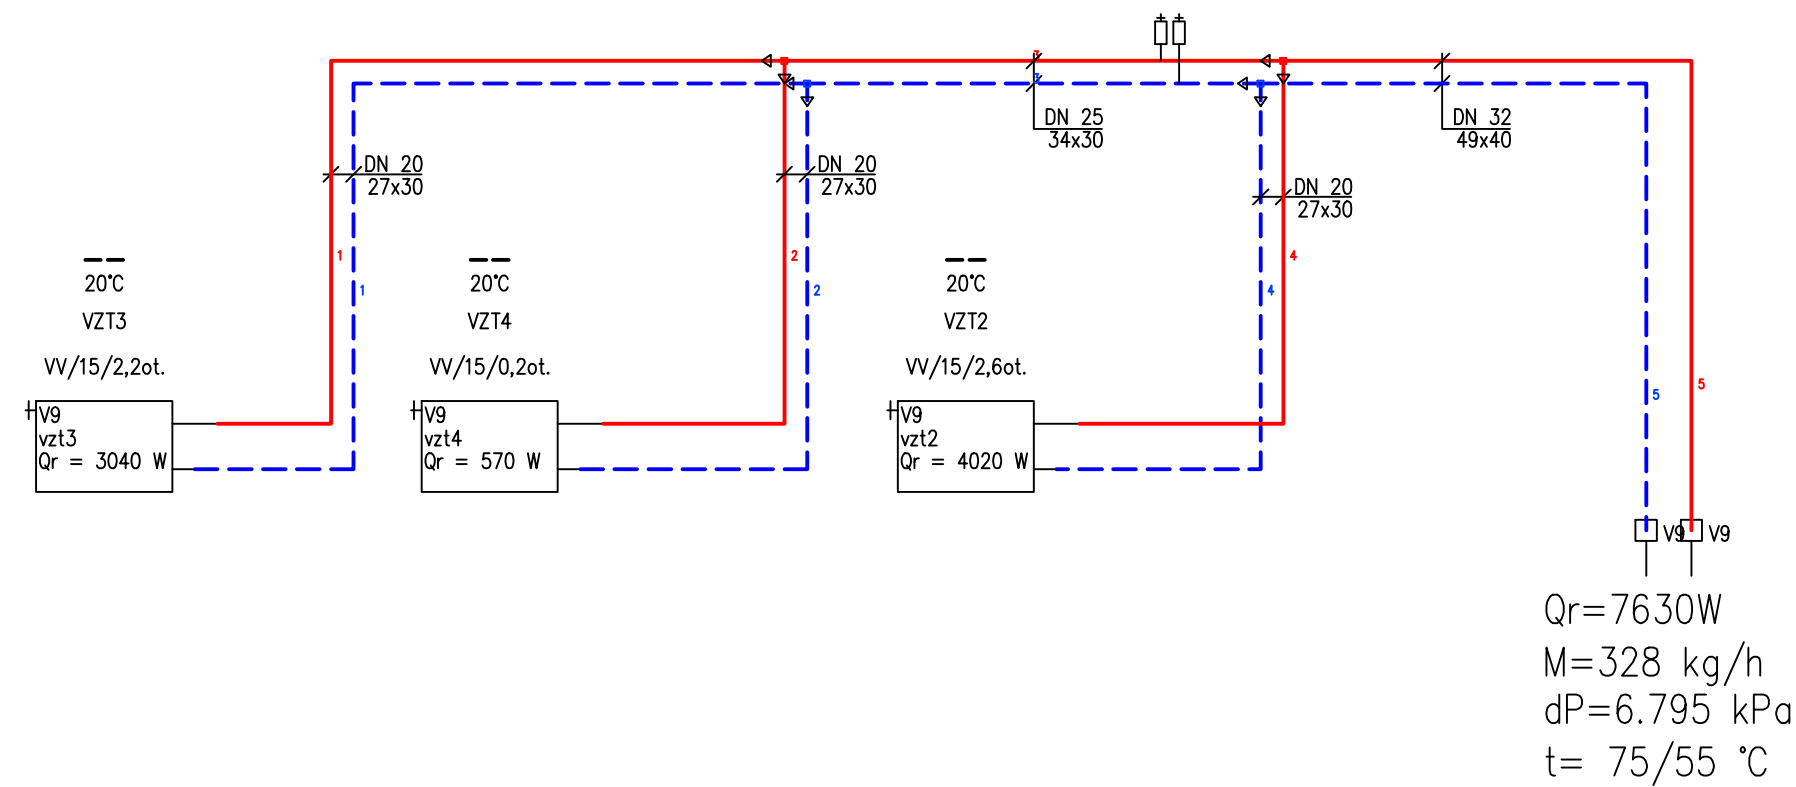 3
3
DN 25
34x30
DN 32
49x40
DN 20
27x30
DN 20
27x30
DN 20
27x30
1
1
2
2
4
4
20°C
VZT3
VV/15/2,2ot.
V9
vzt3
Qr = 3040 W
20°C
VZT4
VV/15/0,2ot.
V9
vzt4
Qr = 570 W
20°C
VZT2
VV/15/2,6ot.
V9
vzt2
Qr = 4020 W
5
5
V9
V9
Qr=7630W
M=328 kg/h
dP=6.795 kPa
t= 75/55 °C